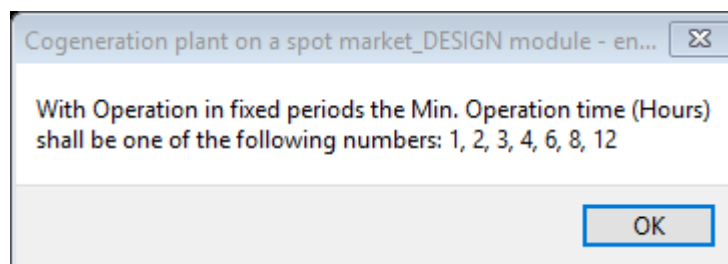 Cogeneration plant on a spot market_DESIGN module - en...
With Operation in fixed periods the Min. Operation time (Hours)
shall be one of the following numbers: 1, 2, 3, 4, 6, 8, 12
OK